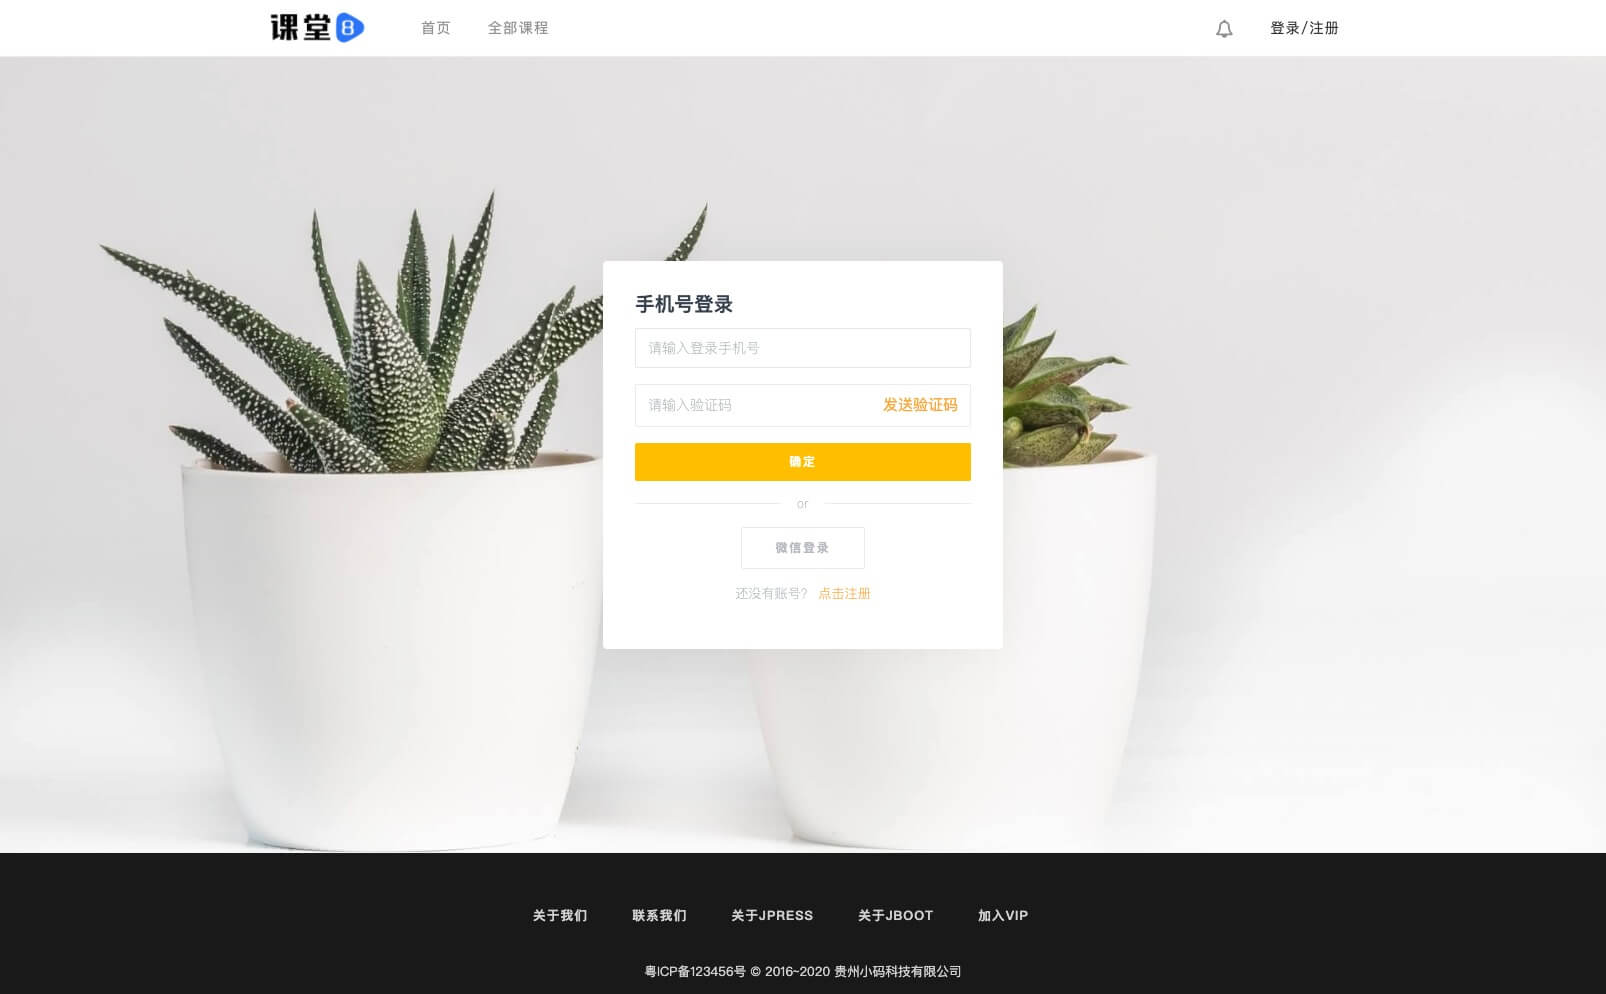 课堂8 首页 全部课程 登录/注册
手机号登录
请输入登录手机号
请输入验证码 发送验证码
确定
or
微信登录
还没有账号? 点击注册
关于我们 联系我们 关于JPRESS 关于JBOOT 加入VIP
粤ICP备123456号 © 2016~2020 贵州小码科技有限公司